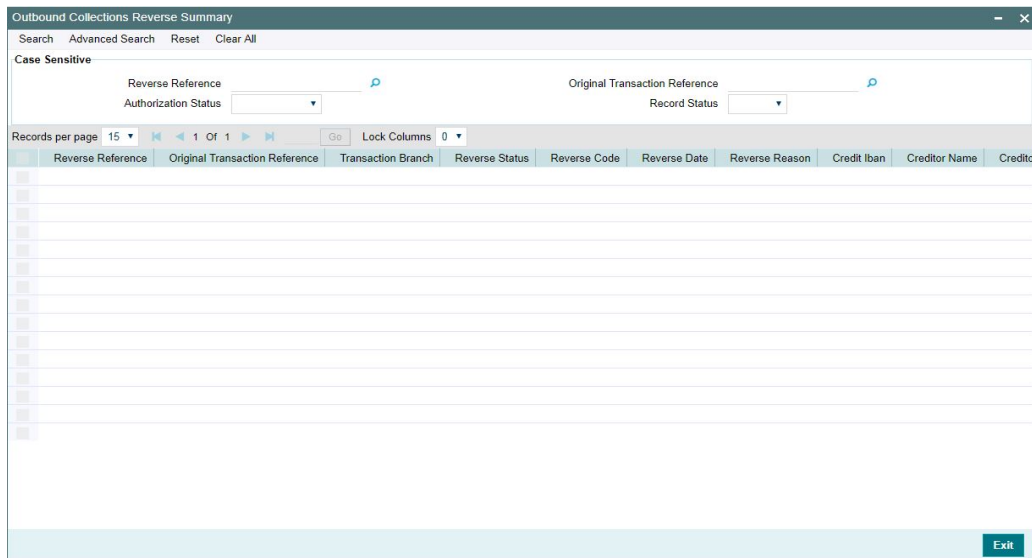 Outbound Collections Reverse Summary
Search Advanced Search Reset Clear All
Case Sensitive
Reverse Reference Original Transaction Reference
Authorization Status Record Status
Records per page 15 1 Of 1 Go Lock Columns 0
Reverse Reference Original Transaction Reference Transaction Branch Reverse Status Reverse Code Reverse Date Reverse Reason Credit Iban Creditor Name Credito
Exit